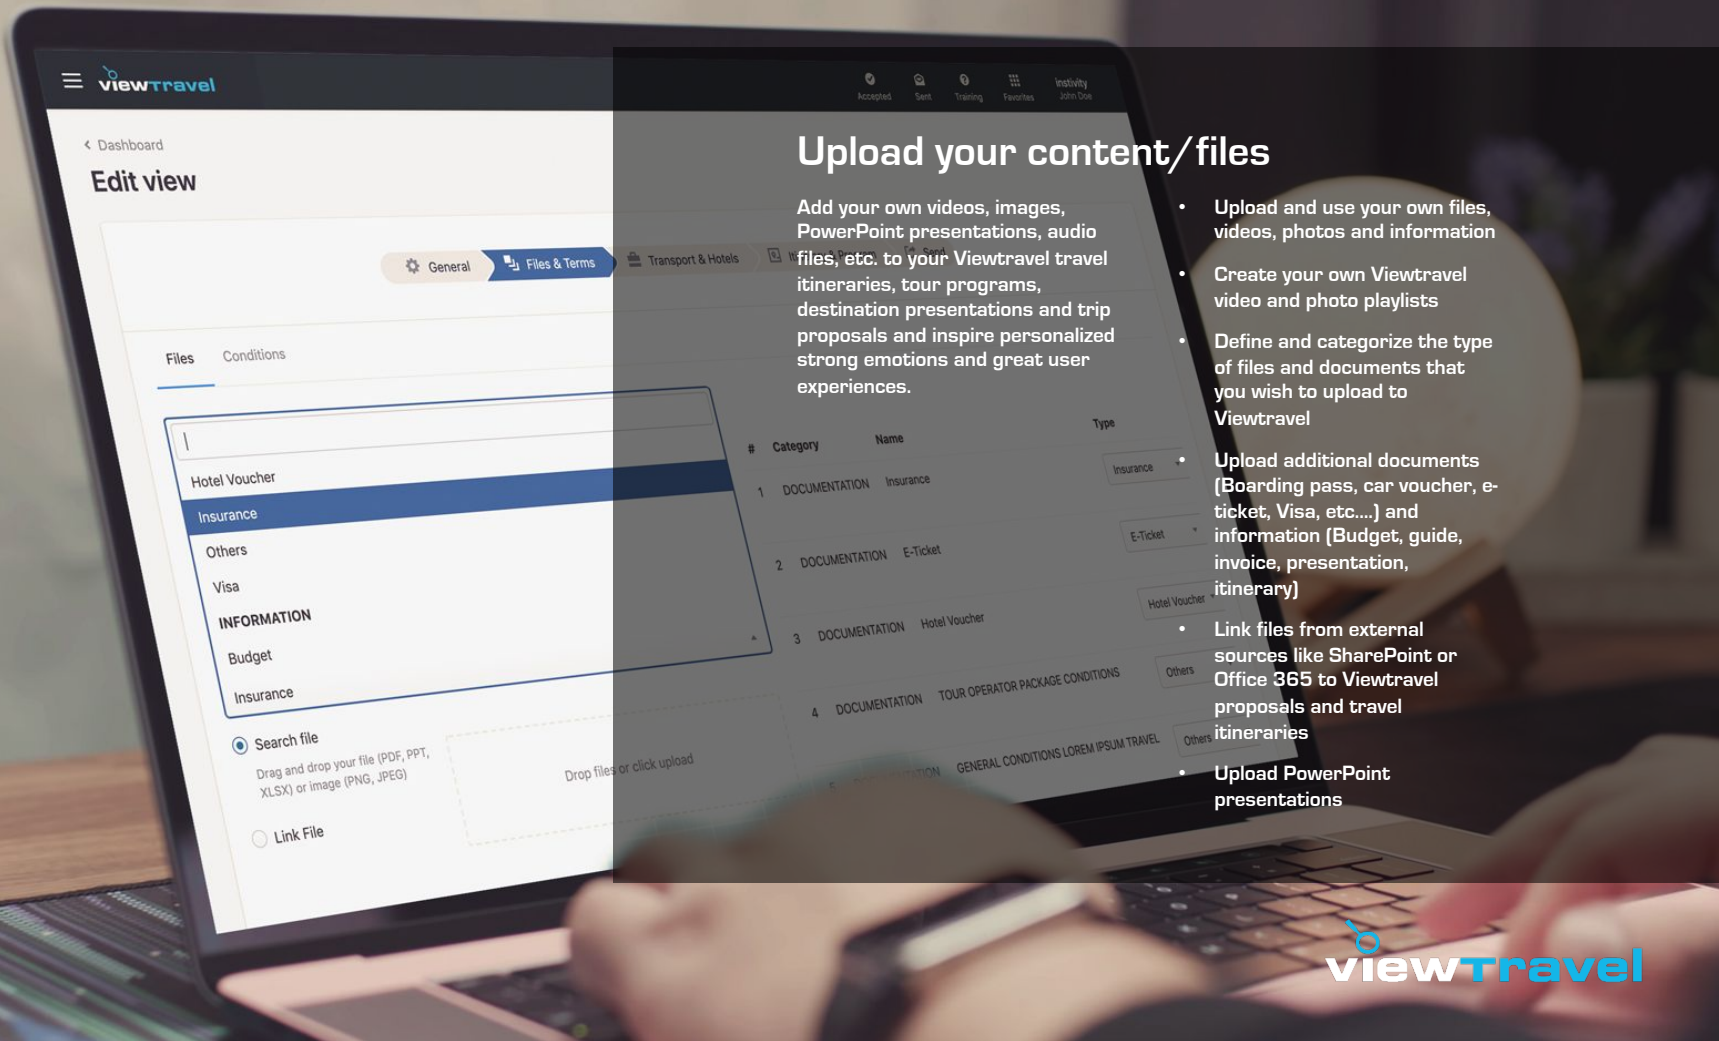 viewtravel
Accepted
Sent
Training
Favorites
instivity
John Doe
Dashboard
Edit view
General
Files & Terms
Transport & Hotels
Send
Files
Conditions
Hotel Voucher
Insurance
Others
Visa
INFORMATION
Budget
Insurance
Search file
Drag and drop your file (PDF, PPT,
XLSX) or image (PNG, JPEG)
Link File
Drop files or click upload
# Category Name Type
1 DOCUMENTATION Insurance Insurance
2 DOCUMENTATION E-Ticket E-Ticket
3 DOCUMENTATION Hotel Voucher Hotel Voucher
4 DOCUMENTATION TOUR OPERATOR PACKAGE CONDITIONS Others
5 GENERAL CONDITIONS LOREM IPSUM TRAVEL Others
Upload your content/files
Add your own videos, images,
PowerPoint presentations, audio
files, etc. to your Viewtravel travel
itineraries, tour programs,
destination presentations and trip
proposals and inspire personalized
strong emotions and great user
experiences.
• Upload and use your own files,
videos, photos and information
• Create your own Viewtravel
video and photo playlists
• Define and categorize the type
of files and documents that
you wish to upload to
Viewtravel
• Upload additional documents
(Boarding pass, car voucher, e-
ticket, Visa, etc....) and
information (Budget, guide,
invoice, presentation,
itinerary)
• Link files from external
sources like SharePoint or
Office 365 to Viewtravel
proposals and travel
itineraries
• Upload PowerPoint
presentations
viewtravel